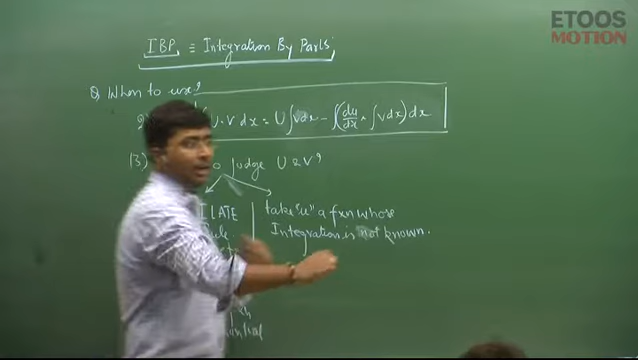 ETOOS
MOTION
IBP ≡ Integration By Parts
Q When to use?
U·V dx = U∫Vdx − ∫(du/dx × ∫Vdx)dx
(3) o judge U & V?
ILATE
take "u" a fxn whose
Integration is not known.